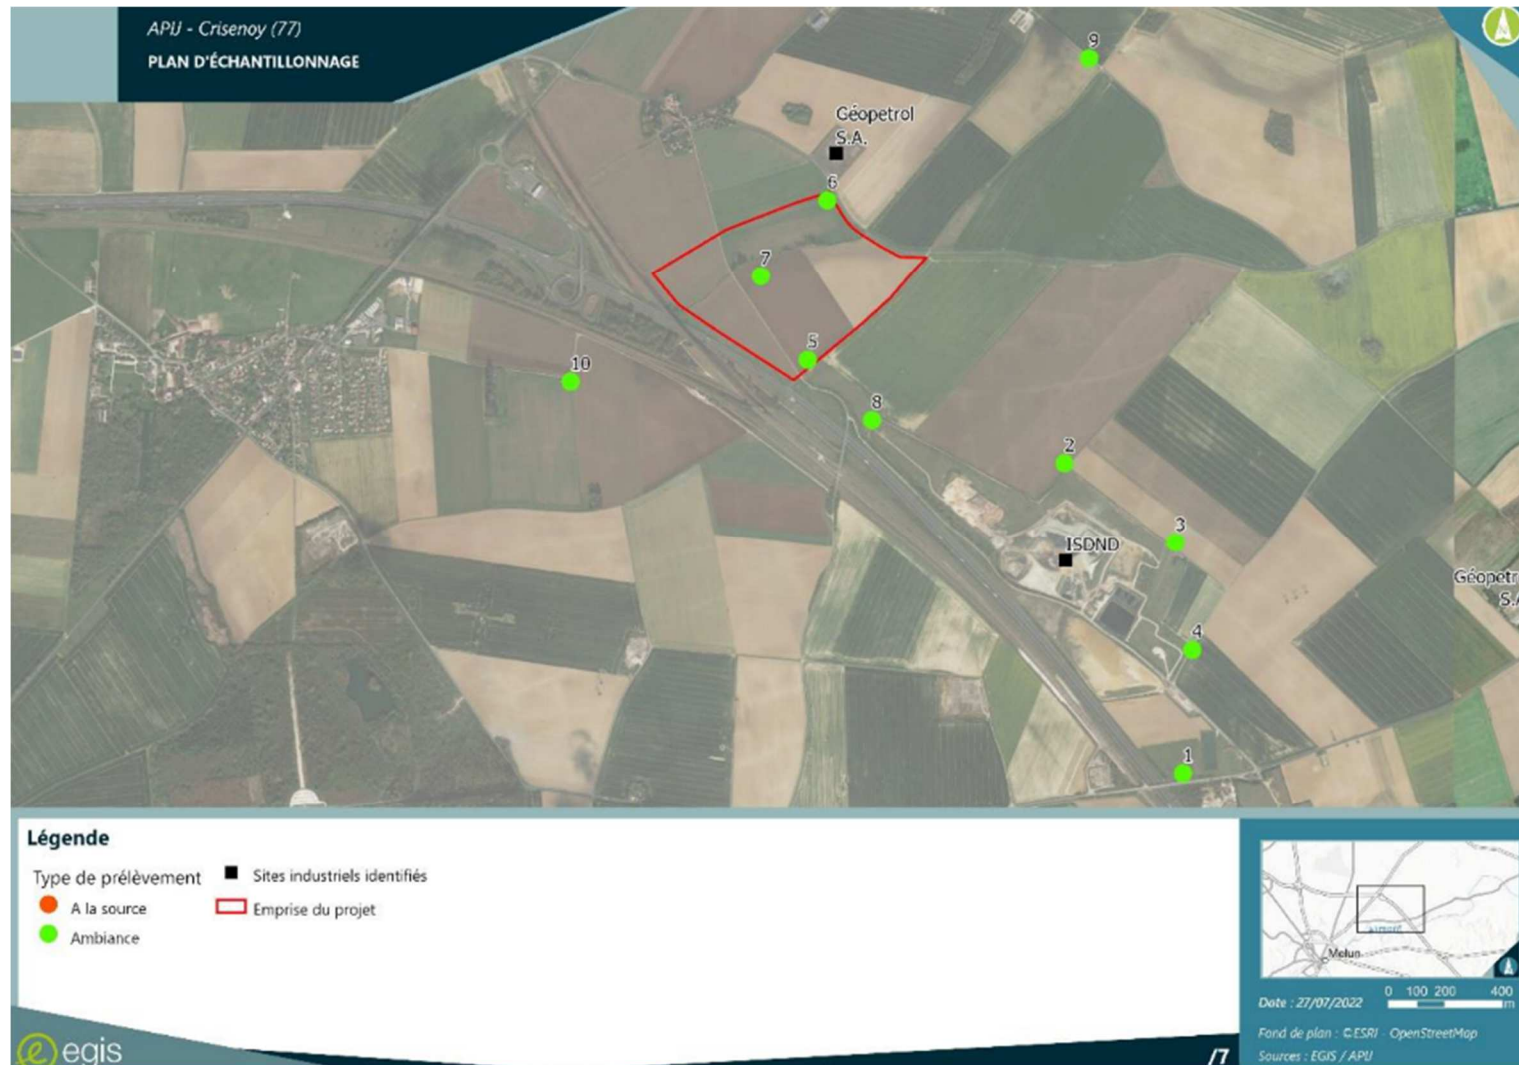 APIJ - Crisenoy (77)
PLAN D'ÉCHANTILLONNAGE
9
Géopetrol
S.A.
6
7
5
10
8
2
3
ISDND
Géopetr
S.A
4
1
Légende
Type de prélèvement
A la source
Ambiance
Sites industriels identifiés
Emprise du projet
Melun
Date : 27/07/2022
0 100 200 400
m
Fond de plan : ©ESRI - OpenStreetMap
Sources : EGIS / APIJ
egis
/7